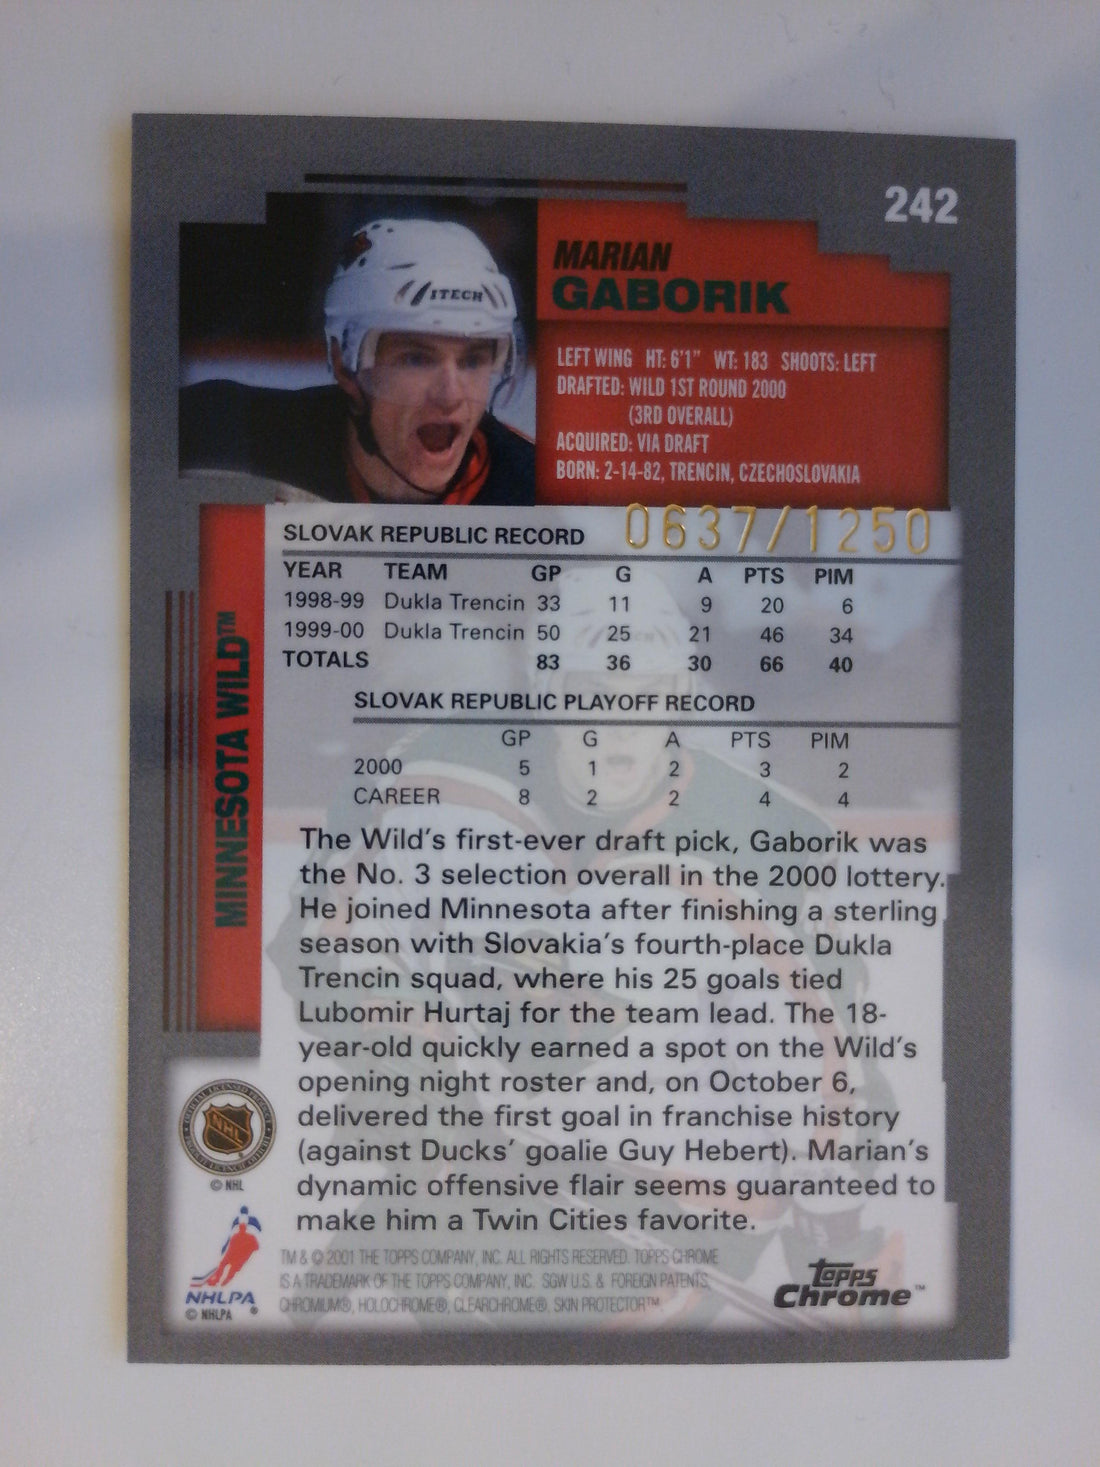 242
ITECH
MARIAN
GABORIK
LEFT WING HT: 6'1" WT: 183 SHOOTS: LEFT
DRAFTED: WILD 1ST ROUND 2000
(3RD OVERALL)
ACQUIRED: VIA DRAFT
BORN: 2-14-82, TRENCIN, CZECHOSLOVAKIA
0637/1250
SLOVAK REPUBLIC RECORD
YEAR TEAM GP G A PTS PIM
1998-99 Dukla Trencin 33 11 9 20 6
1999-00 Dukla Trencin 50 25 21 46 34
TOTALS 83 36 30 66 40
SLOVAK REPUBLIC PLAYOFF RECORD
GP G A PTS PIM
2000 5 1 2 3 2
CAREER 8 2 2 4 4
MINNESOTA WILD™
The Wild's first-ever draft pick, Gaborik was
the No. 3 selection overall in the 2000 lottery.
He joined Minnesota after finishing a sterling
season with Slovakia's fourth-place Dukla
Trencin squad, where his 25 goals tied
Lubomir Hurtaj for the team lead. The 18-
year-old quickly earned a spot on the Wild's
opening night roster and, on October 6,
delivered the first goal in franchise history
(against Ducks' goalie Guy Hebert). Marian's
dynamic offensive flair seems guaranteed to
make him a Twin Cities favorite.
NHL
© NHL
NHLPA ®
© NHLPA
TM & © 2001 THE TOPPS COMPANY, INC. ALL RIGHTS RESERVED. TOPPS CHROME
IS A TRADEMARK OF THE TOPPS COMPANY, INC. SGW U.S. & FOREIGN PATENTS,
CHROMIUM®, HOLOCHROME®, CLEARCHROME®, SKIN PROTECTOR™.
Topps
Chrome™